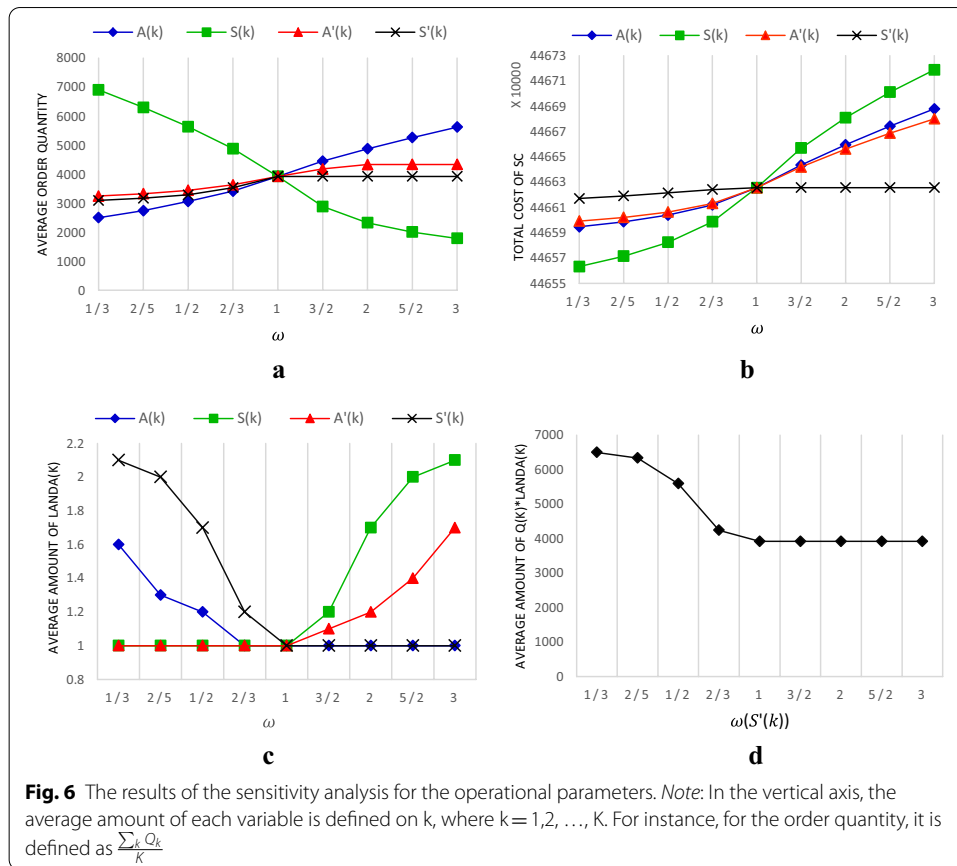 A(k) S(k) A'(k) S'(k)
AVERAGE ORDER QUANTITY
8000
7000
6000
5000
4000
3000
2000
1000
0
1/3 2/5 1/2 2/3 1 3/2 2 5/2 3
ω
a
A(k) S(k) A'(k) S'(k)
TOTAL COST OF SC
X 10000
44673
44671
44669
44667
44665
44663
44661
44659
44657
44655
1/3 2/5 1/2 2/3 1 3/2 2 5/2 3
ω
b
A(k) S(k) A'(k) S'(k)
AVERAGE AMOUNT OF LANDA(K)
2.2
2
1.8
1.6
1.4
1.2
1
0.8
1/3 2/5 1/2 2/3 1 3/2 2 5/2 3
ω
c
AVERAGE AMOUNT OF Q(K)*LANDA(K)
7000
6000
5000
4000
3000
2000
1000
0
1/3 2/5 1/2 2/3 1 3/2 2 5/2 3
ω(S'(k))
d
Fig. 6 The results of the sensitivity analysis for the operational parameters. Note: In the vertical axis, the
average amount of each variable is defined on k, where k = 1,2, …, K. For instance, for the order quantity, it is
defined as ∑k Qk / K